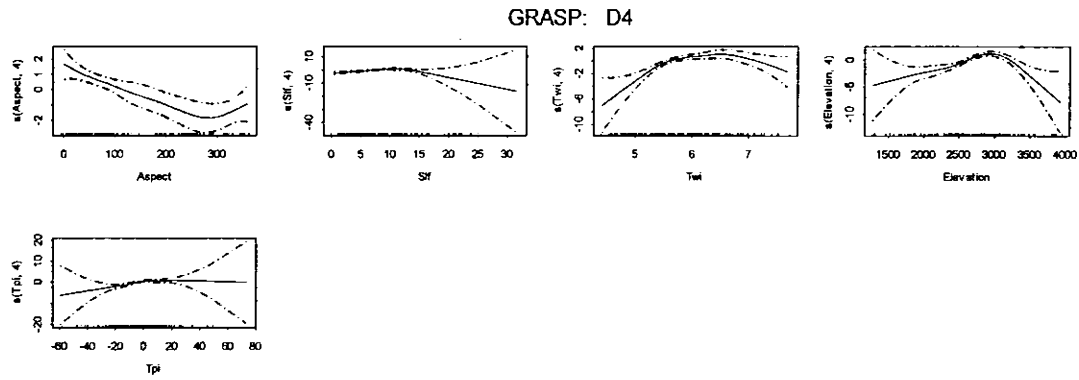 GRASP: D4
s(Aspect, 4)
2
1
0
-2
0 100 200 300
Aspect
s(Slf, 4)
10
-10
-40
0 5 10 15 20 25 30
Slf
s(Twi, 4)
2
-2
-6
-10
5 6 7
Twi
s(Elevation, 4)
0
-5
-10
1500 2000 2500 3000 3500 4000
Elevation
s(Tpi, 4)
20
10
0
-20
-60 -40 -20 0 20 40 60 80
Tpi